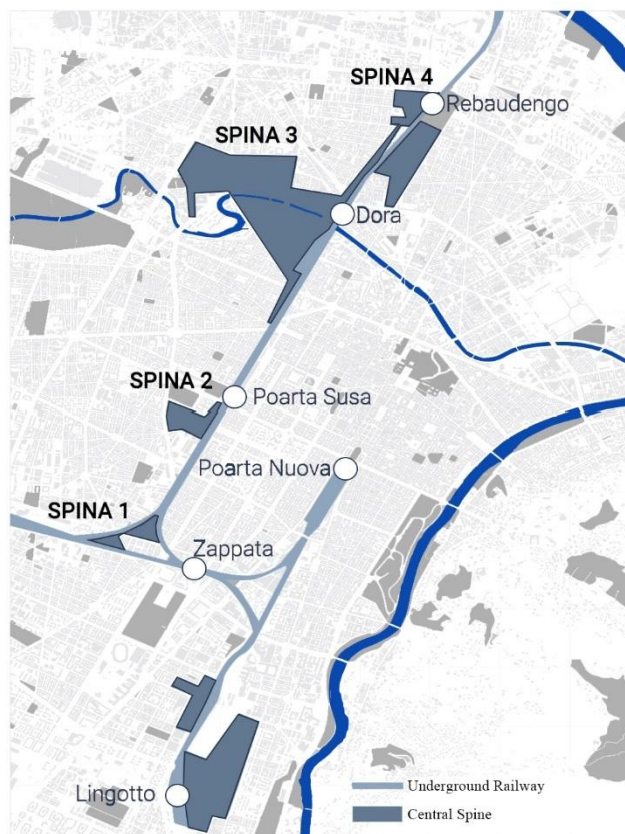 SPINA 4
Rebaudengo
SPINA 3
Dora
SPINA 2
Poarta Susa
Poarta Nuova
SPINA 1
Zappata
Lingotto
Underground Railway
Central Spine